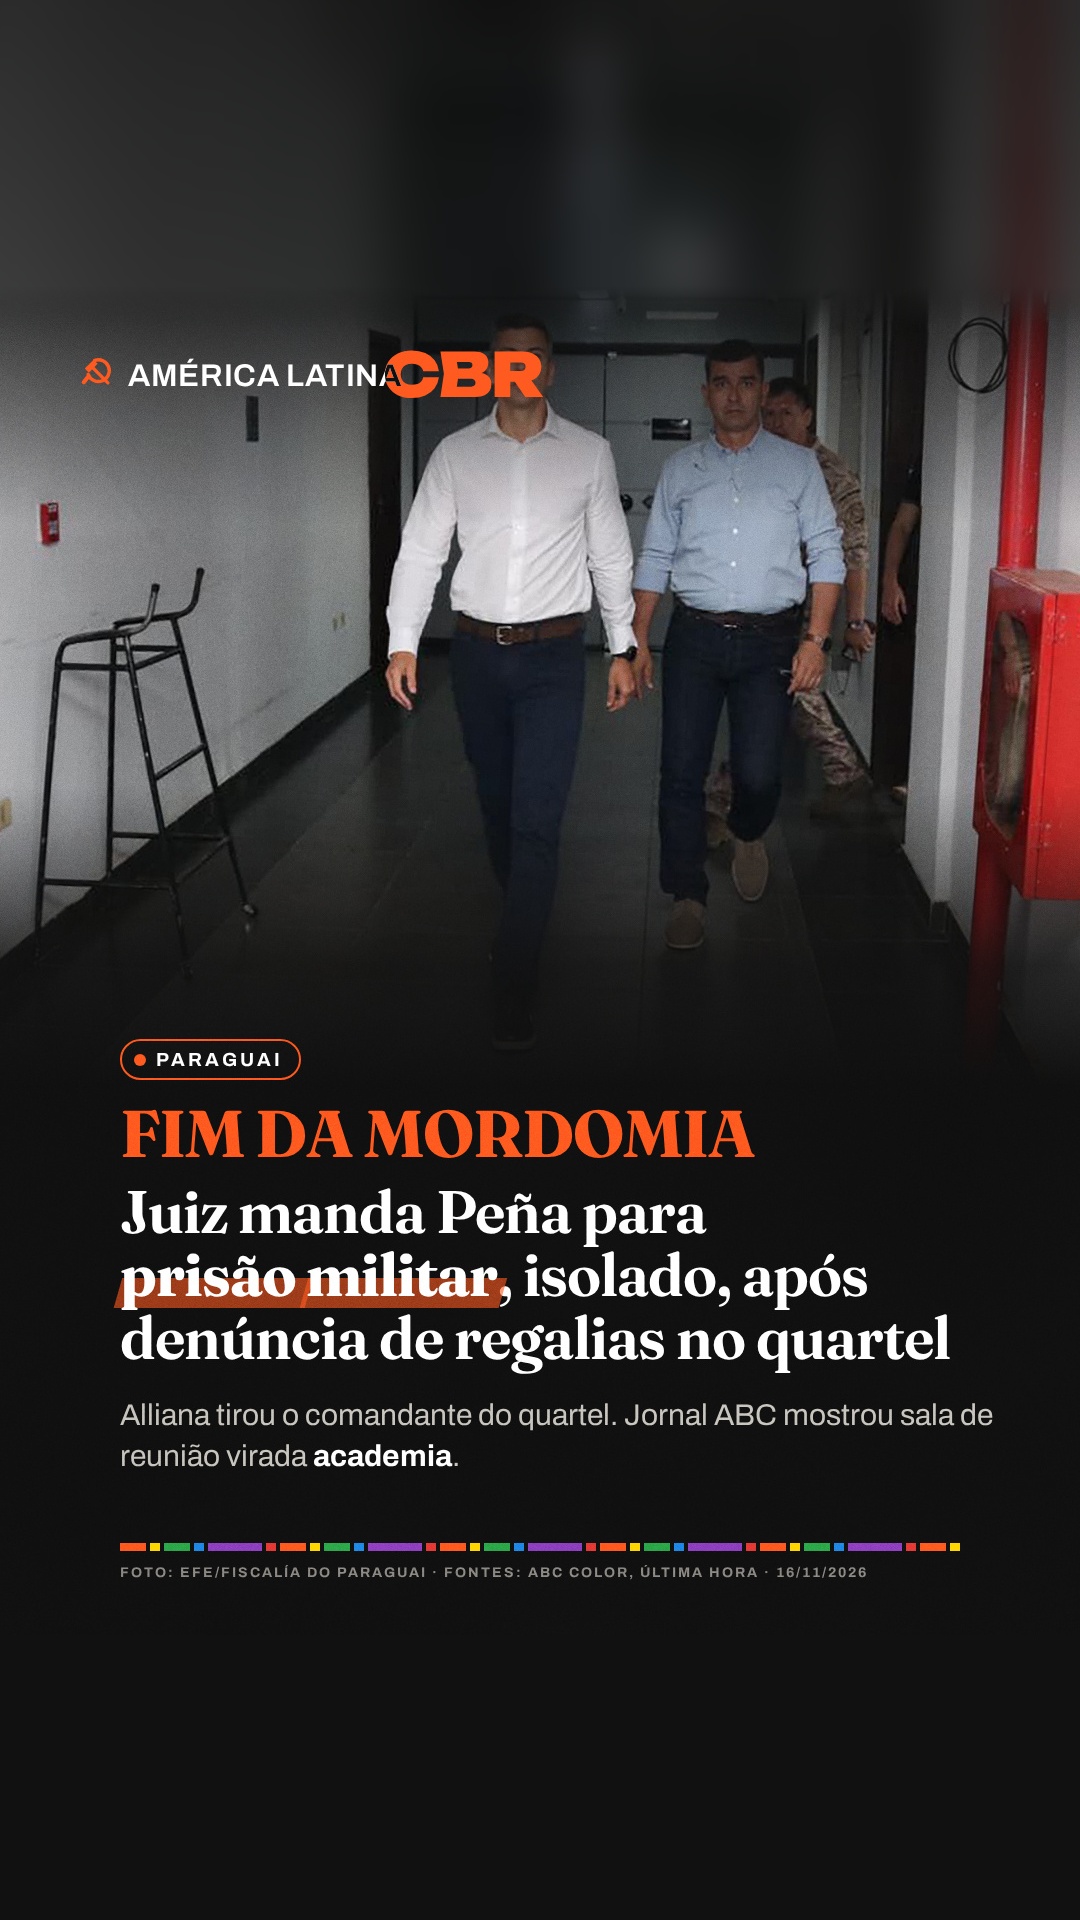 AMÉRICA LATINA
CBR
PARAGUAI
FIM DA MORDOMIA
Juiz manda Peña para
prisão militar, isolado, após
denúncia de regalias no quartel
Alliana tirou o comandante do quartel. Jornal ABC mostrou sala de
reunião virada academia.
FOTO: EFE/FISCALÍA DO PARAGUAI · FONTES: ABC COLOR, ÚLTIMA HORA · 16/11/2026